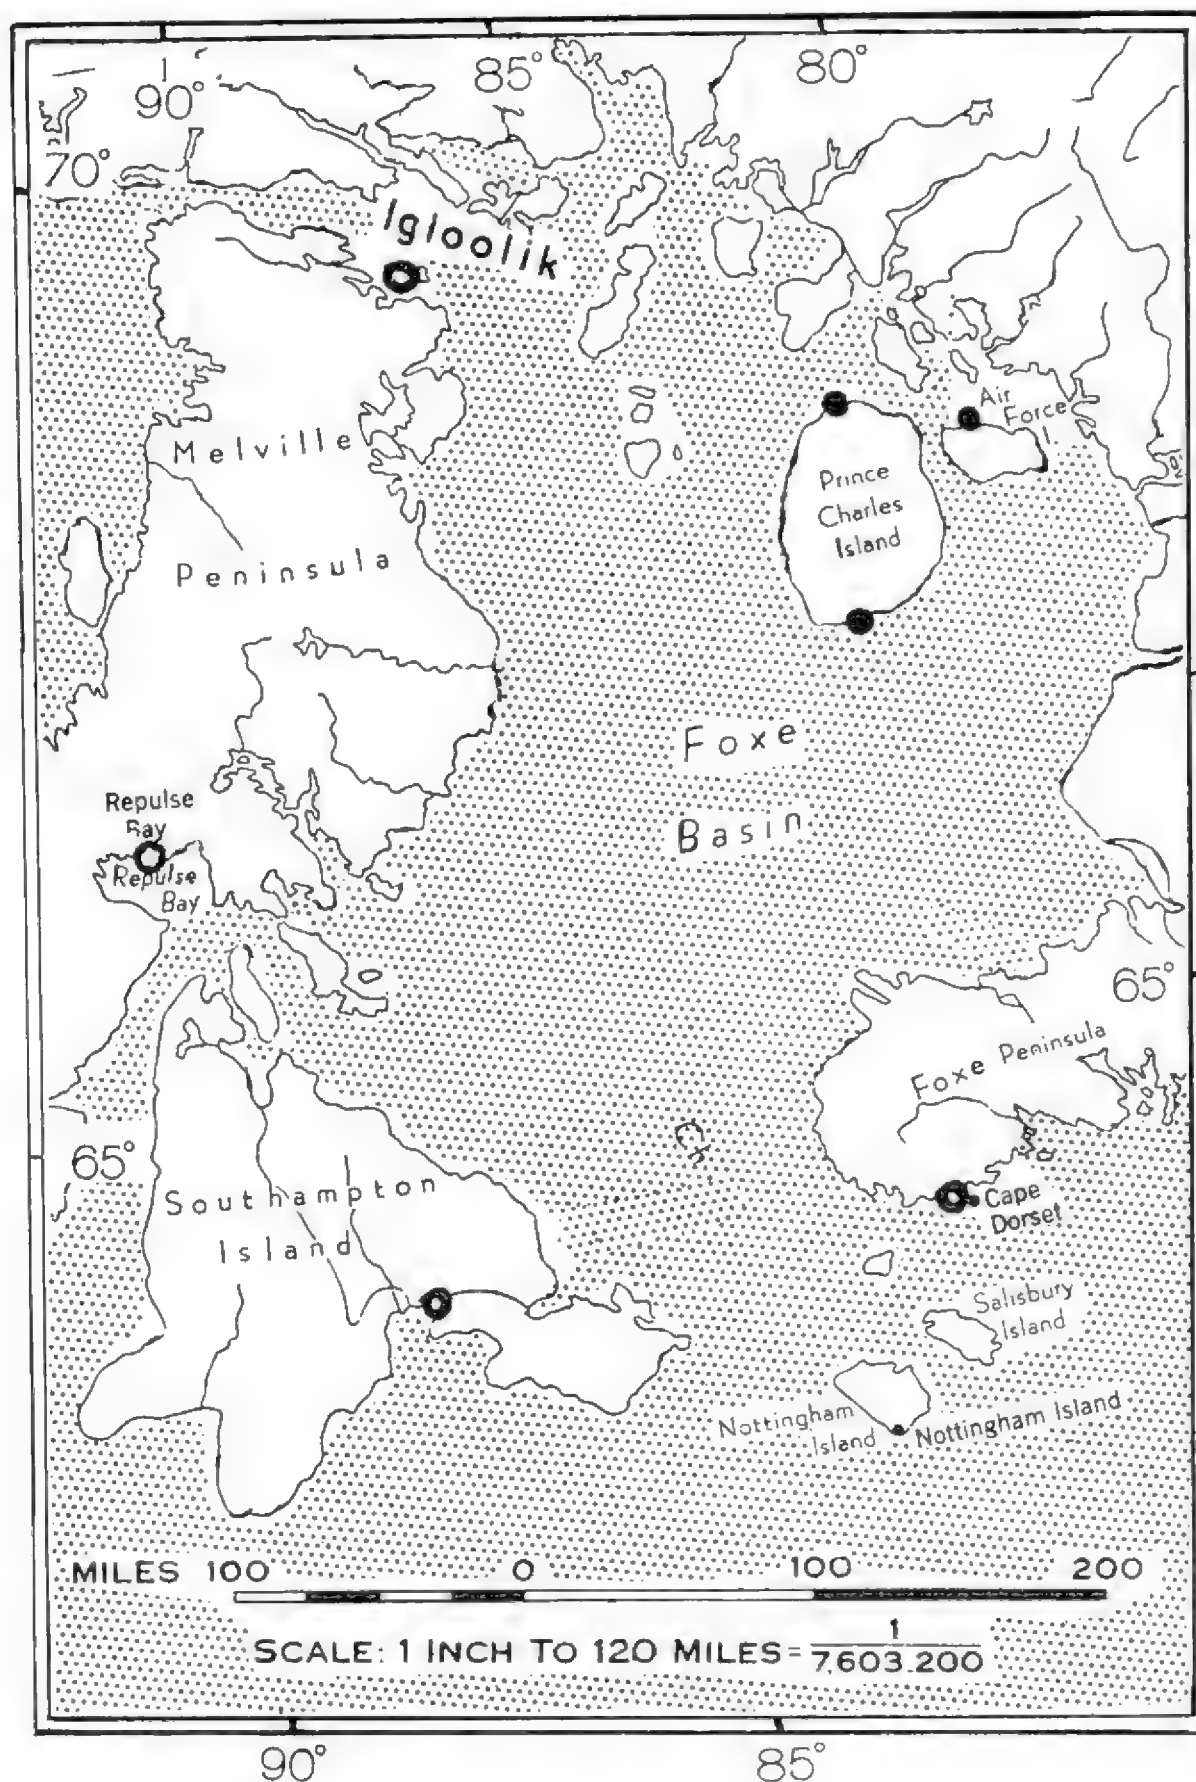 90°
85°
80°
70°
Igloolik
Air
Force
I.
Melville
Prince
Charles
Island
Peninsula
Foxe
Basin
Repulse
Bay
Repulse
Bay
65°
Foxe Peninsula
Ch.
65°
Southampton
Island
Cape
Dorset
Salisbury
Island
Nottingham
Island
Nottingham Island
MILES 100 0 100 200
SCALE: 1 INCH TO 120 MILES = 1
7,603,200
90°
85°